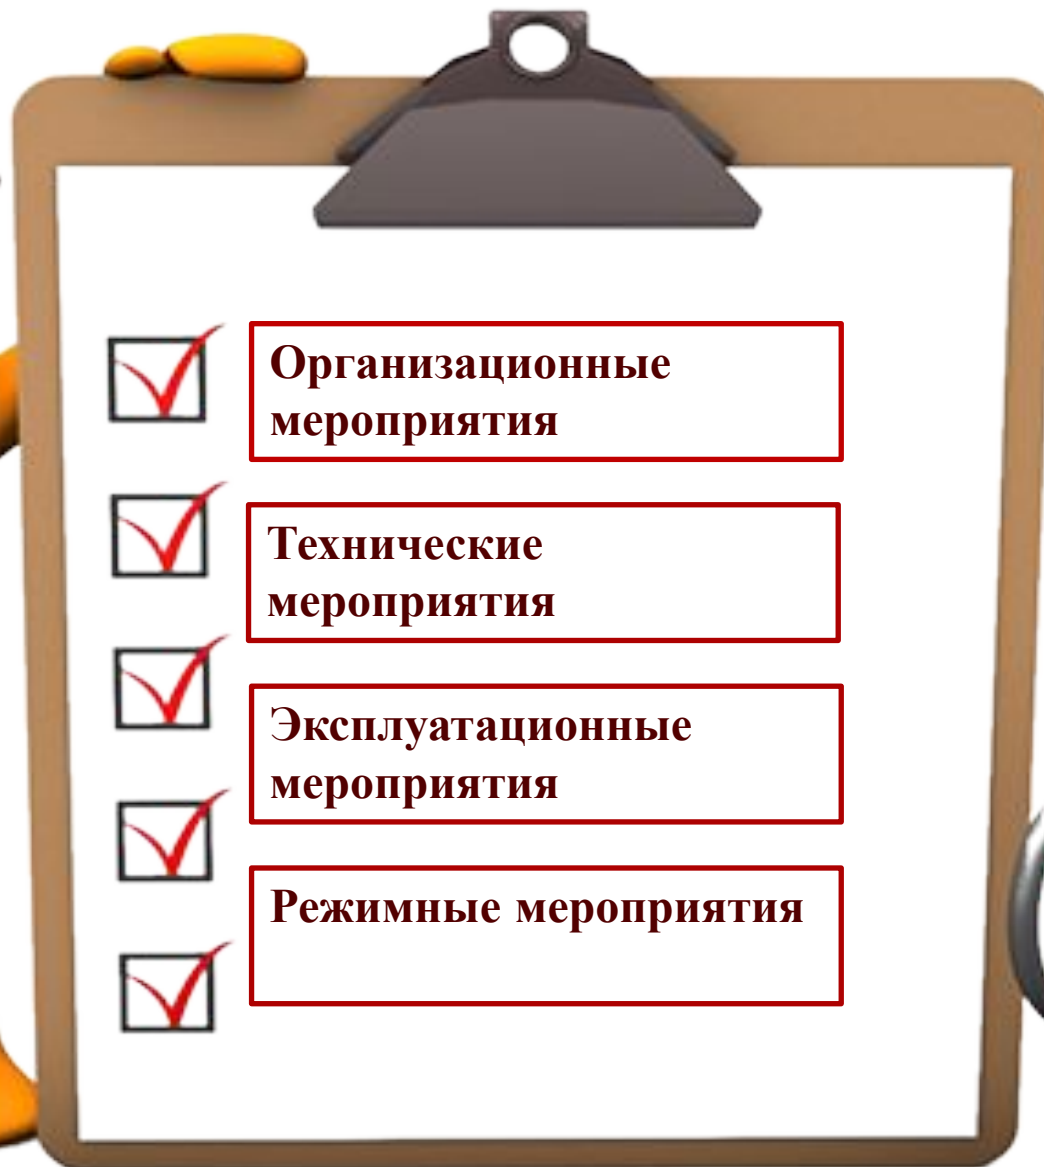 Организационные
мероприятия
Технические
мероприятия
Эксплуатационные
мероприятия
Режимные мероприятия